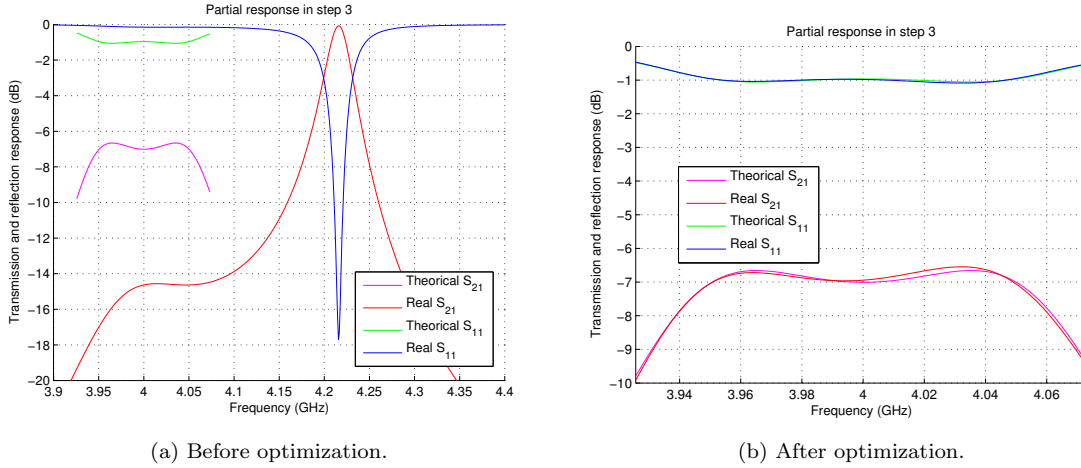 Partial response in step 3
Transmission and reflection response (dB)
0
−2
−4
−6
−8
−10
−12
−14
−16
−18
−20
3.9 3.95 4 4.05 4.1 4.15 4.2 4.25 4.3 4.35 4.4
Frequency (GHz)
Theorical S21
Real S21
Theorical S11
Real S11
(a) Before optimization.
Partial response in step 3
Transmission and reflection response (dB)
0
−1
−2
−3
−4
−5
−6
−7
−8
−9
−10
3.94 3.96 3.98 4 4.02 4.04 4.06
Frequency (GHz)
Theorical S21
Real S21
Theorical S11
Real S11
(b) After optimization.